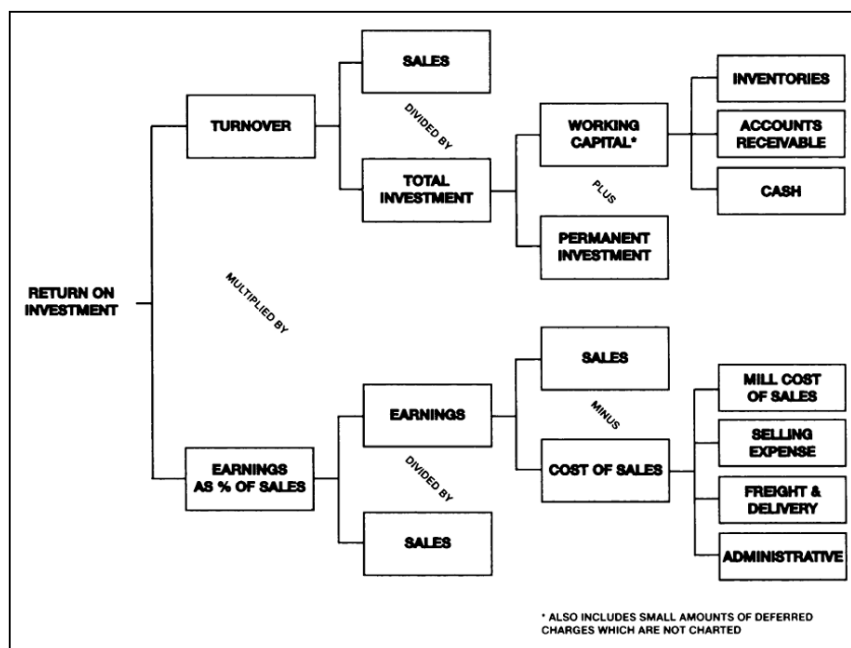 SALES
INVENTORIES
TURNOVER
DIVIDED BY
WORKING
CAPITAL*
ACCOUNTS
RECEIVABLE
TOTAL
INVESTMENT
PLUS
CASH
PERMANENT
INVESTMENT
RETURN ON
INVESTMENT
MULTIPLIED BY
SALES
EARNINGS
MINUS
MILL COST
OF SALES
SELLING
EXPENSE
EARNINGS
AS % OF SALES
DIVIDED BY
COST OF SALES
FREIGHT &
DELIVERY
SALES
ADMINISTRATIVE
* ALSO INCLUDES SMALL AMOUNTS OF DEFERRED
CHARGES WHICH ARE NOT CHARTED